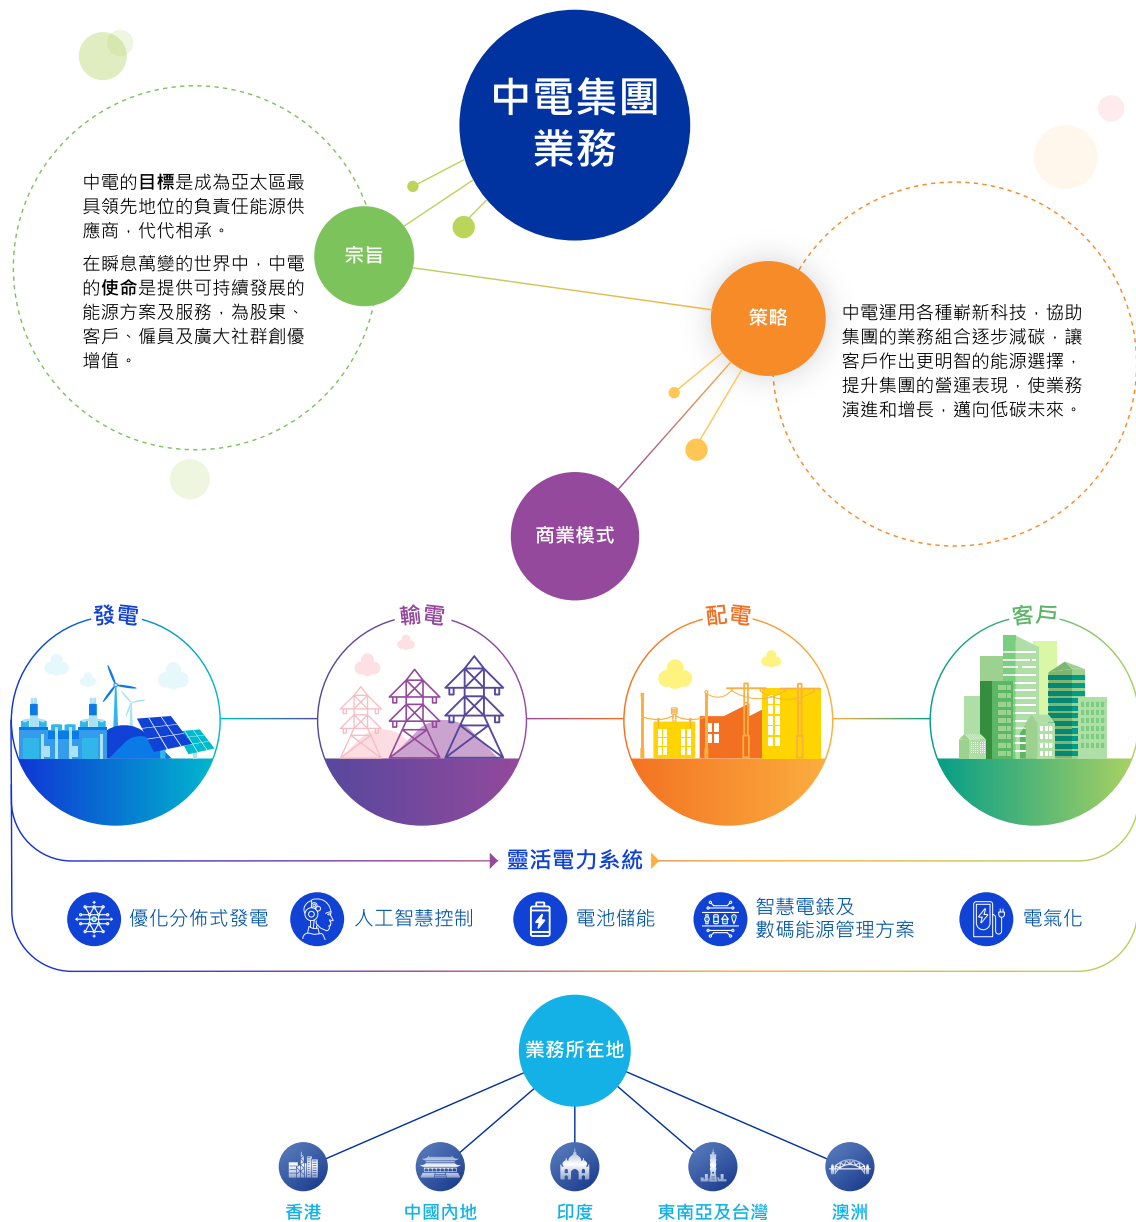 中電集團
業務
中電的目標是成為亞太區最
具領先地位的負責任能源供
應商，代代相承。
在瞬息萬變的世界中，中電
的使命是提供可持續發展的
能源方案及服務，為股東、
客戶、僱員及廣大社群創優
增值。
宗旨
策略
中電運用各種嶄新科技，協助
集團的業務組合逐步減碳，讓
客戶作出更明智的能源選擇，
提升集團的營運表現，使業務
演進和增長，邁向低碳未來。
商業模式
發電
輸電
配電
客戶
靈活電力系統
優化分佈式發電
人工智慧控制
電池儲能
智慧電錶及
數碼能源管理方案
電氣化
業務所在地
香港
中國內地
印度
東南亞及台灣
澳洲